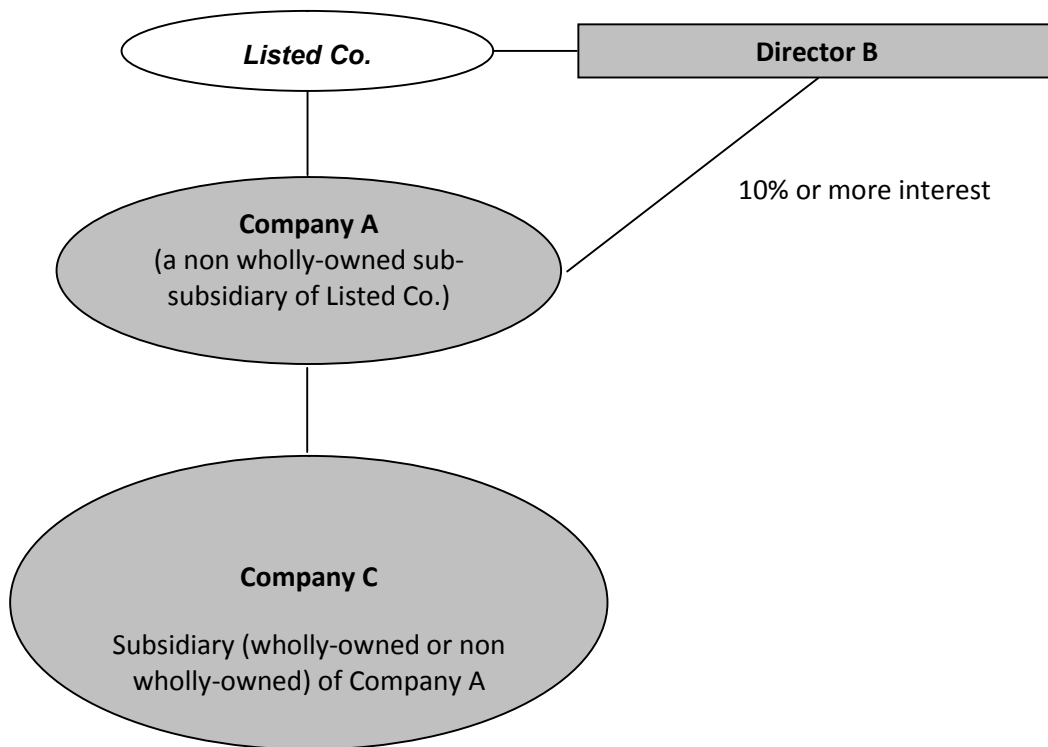 Listed Co.
Director B
10% or more interest
Company A
(a non wholly-owned sub-
subsidiary of Listed Co.)
Company C
Subsidiary (wholly-owned or non
wholly-owned) of Company A